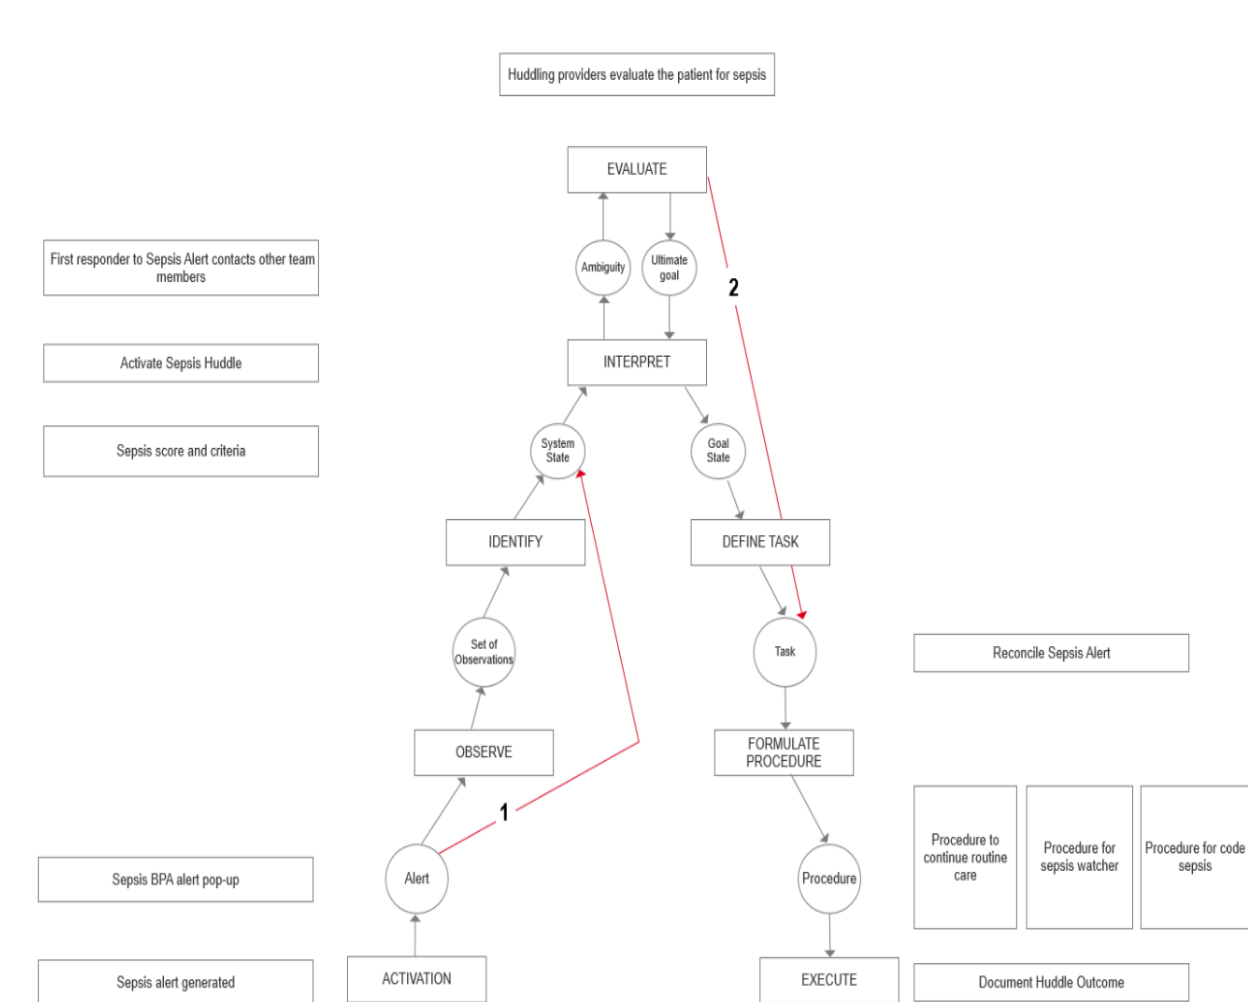 Huddling providers evaluate the patient for sepsis
EVALUATE
First responder to Sepsis Alert contacts other team
members
Ambiguity
Ultimate
goal
2
Activate Sepsis Huddle
INTERPRET
Sepsis score and criteria
System
State
Goal
State
IDENTIFY
DEFINE TASK
Set of
Observations
Task
Reconcile Sepsis Alert
OBSERVE
FORMULATE
PROCEDURE
1
Procedure to
continue routine
care
Procedure for
sepsis watcher
Procedure for code
sepsis
Sepsis BPA alert pop-up
Alert
Procedure
Sepsis alert generated
ACTIVATION
EXECUTE
Document Huddle Outcome